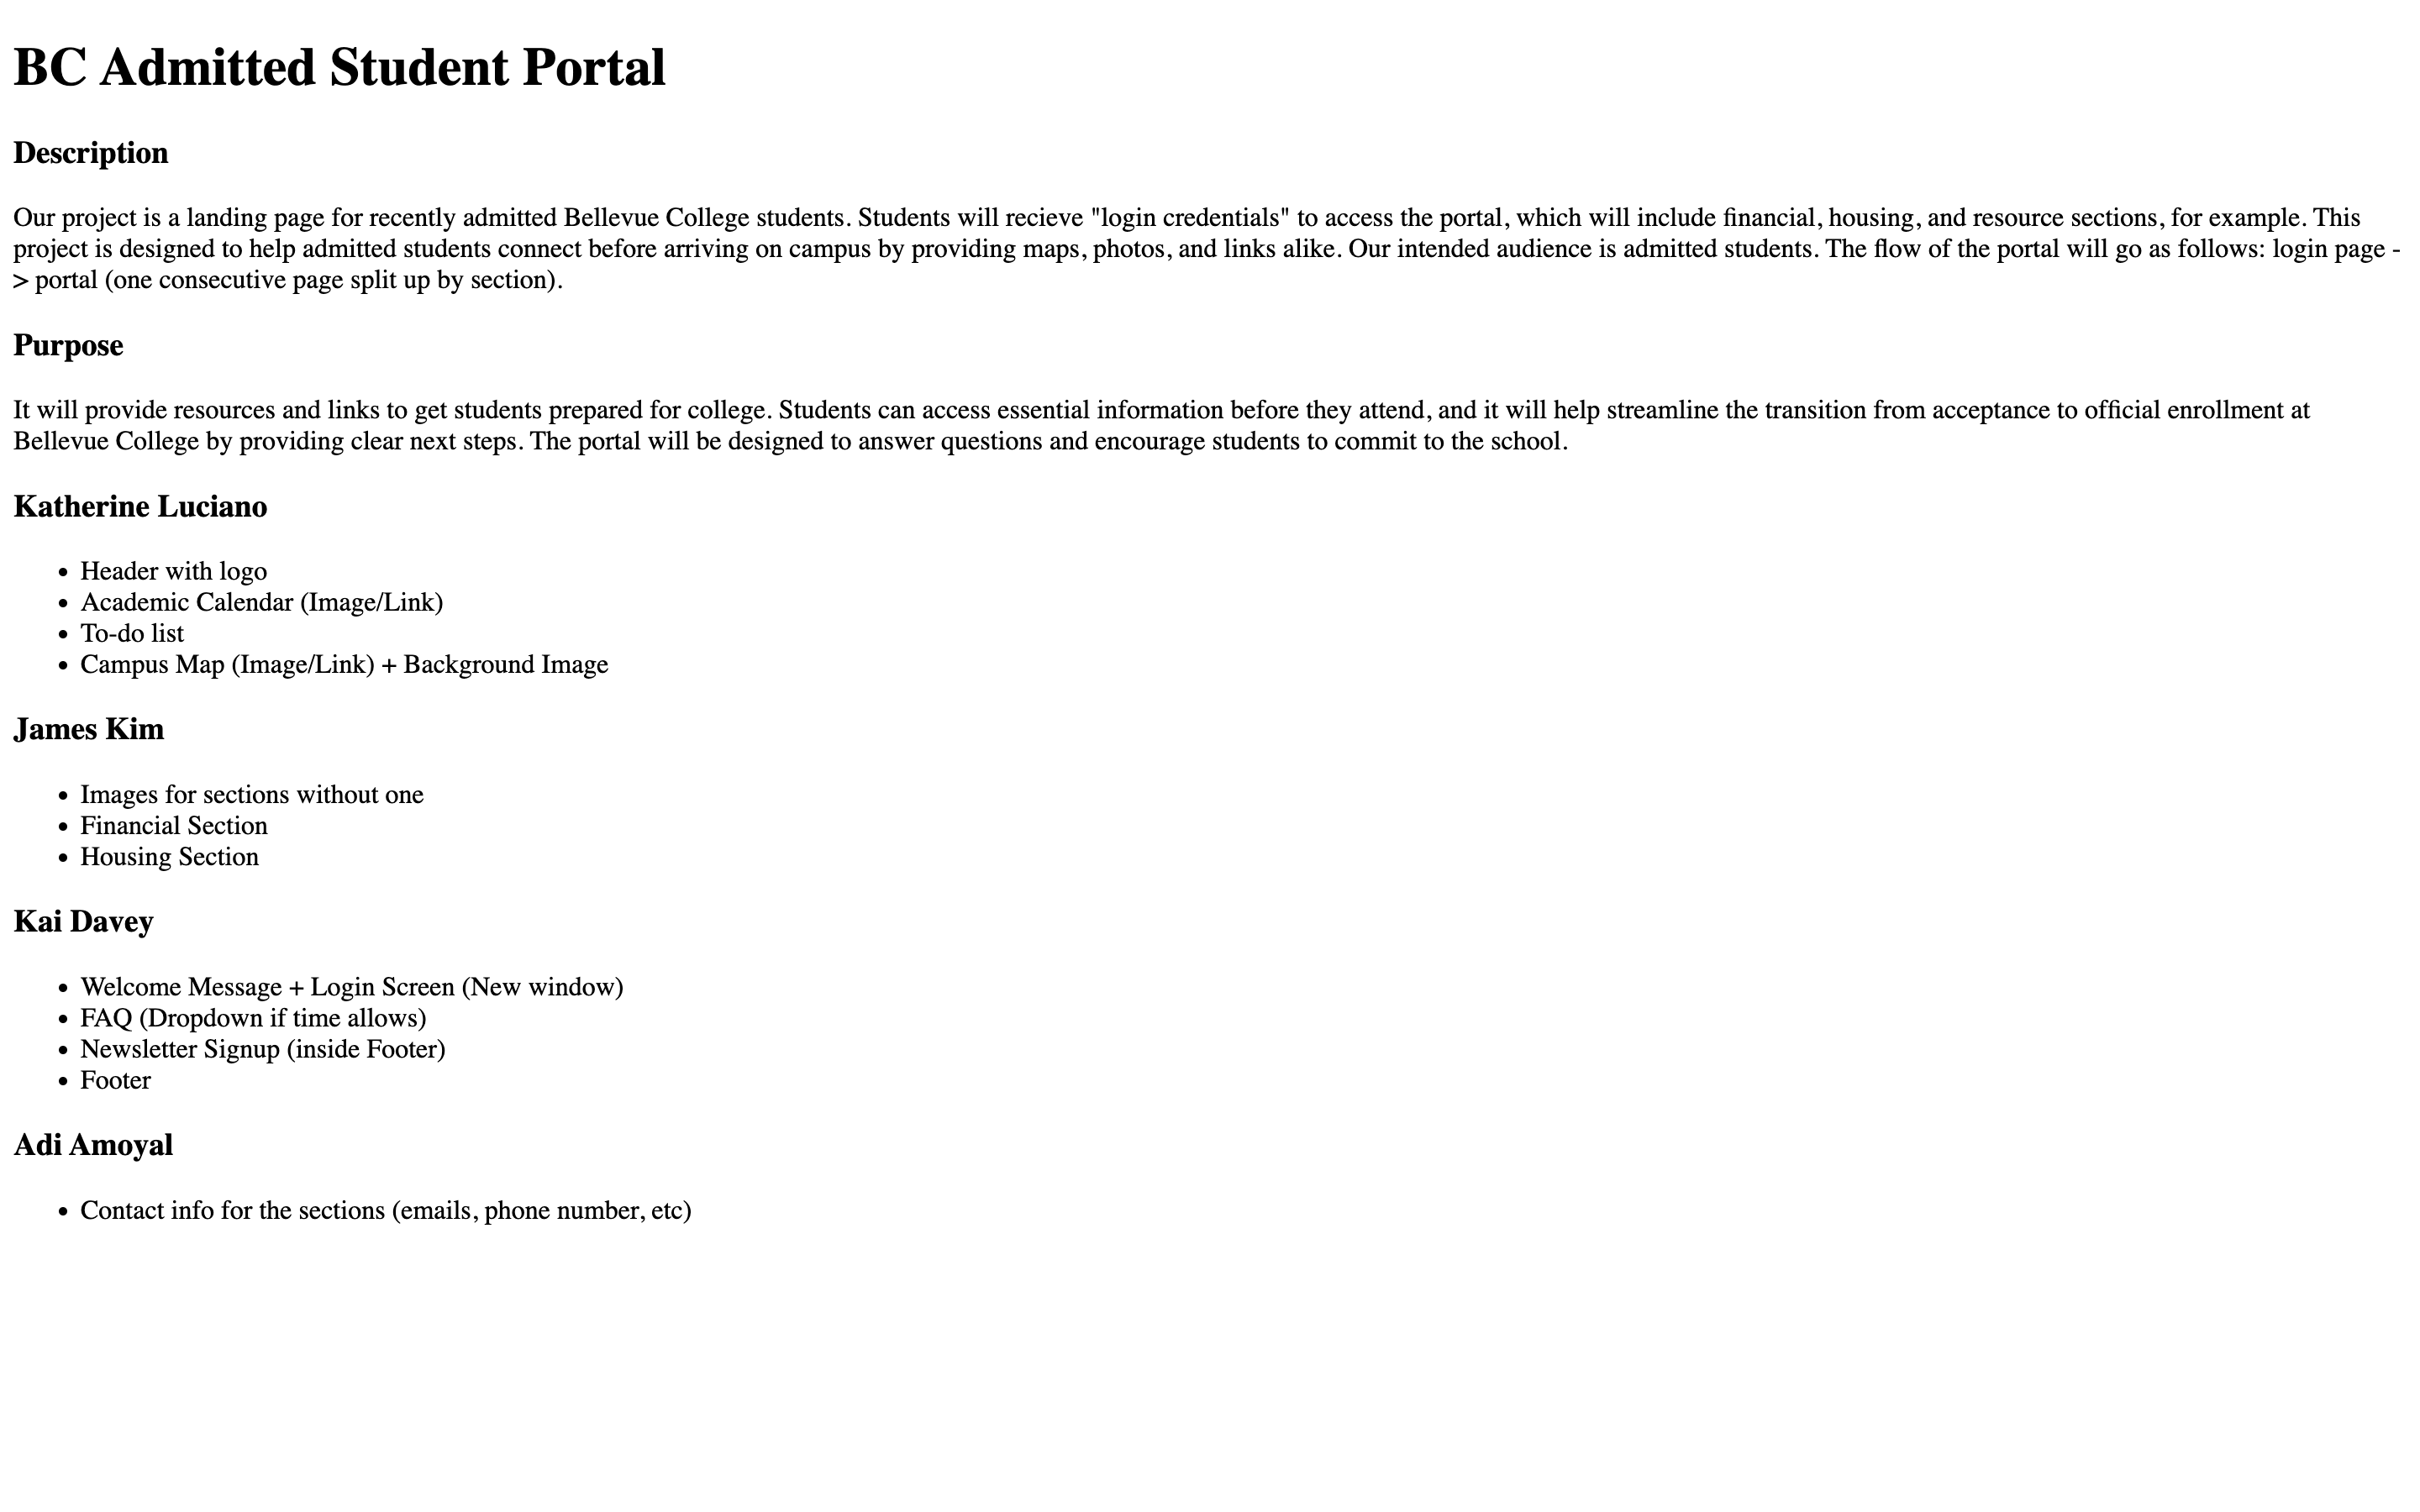 BC Admitted Student Portal
Description
Our project is a landing page for recently admitted Bellevue College students. Students will recieve "login credentials" to access the portal, which will include financial, housing, and resource sections, for example. This
project is designed to help admitted students connect before arriving on campus by providing maps, photos, and links alike. Our intended audience is admitted students. The flow of the portal will go as follows: login page -
> portal (one consecutive page split up by section).
Purpose
It will provide resources and links to get students prepared for college. Students can access essential information before they attend, and it will help streamline the transition from acceptance to official enrollment at
Bellevue College by providing clear next steps. The portal will be designed to answer questions and encourage students to commit to the school.
Katherine Luciano
• Header with logo
• Academic Calendar (Image/Link)
• To-do list
• Campus Map (Image/Link) + Background Image
James Kim
• Images for sections without one
• Financial Section
• Housing Section
Kai Davey
• Welcome Message + Login Screen (New window)
• FAQ (Dropdown if time allows)
• Newsletter Signup (inside Footer)
• Footer
Adi Amoyal
• Contact info for the sections (emails, phone number, etc)